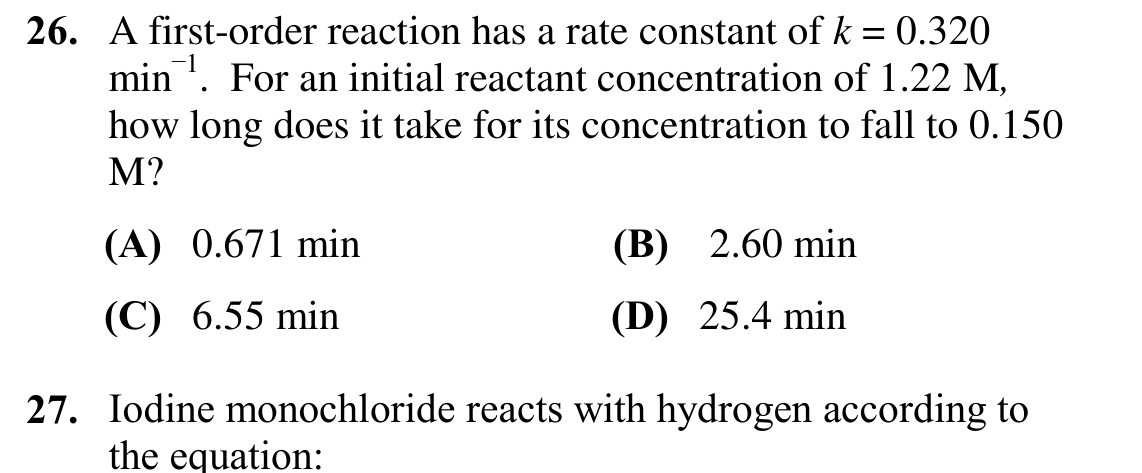 26. A first-order reaction has a rate constant of k = 0.320
min⁻¹. For an initial reactant concentration of 1.22 M,
how long does it take for its concentration to fall to 0.150
M?
(A) 0.671 min (B) 2.60 min
(C) 6.55 min (D) 25.4 min
27. Iodine monochloride reacts with hydrogen according to
the equation: